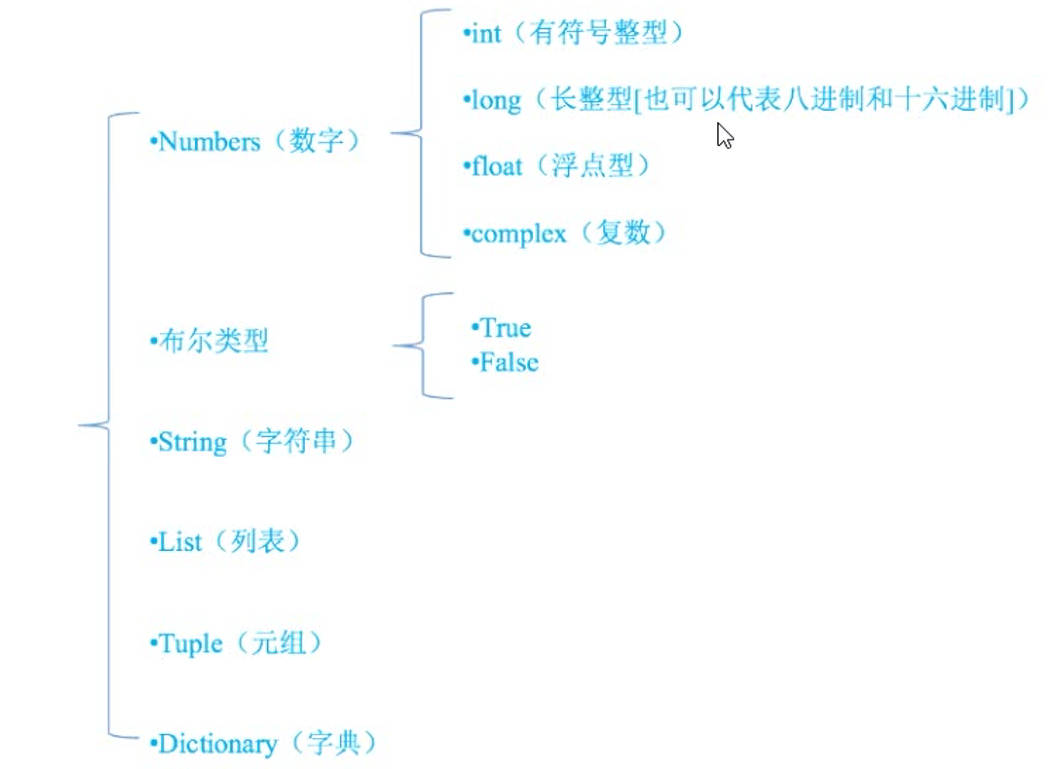 •Numbers（数字）
•int（有符号整型）
•long（长整型[也可以代表八进制和十六进制]）
•float（浮点型）
•complex（复数）
•布尔类型
•True
•False
•String（字符串）
•List（列表）
•Tuple（元组）
•Dictionary（字典）